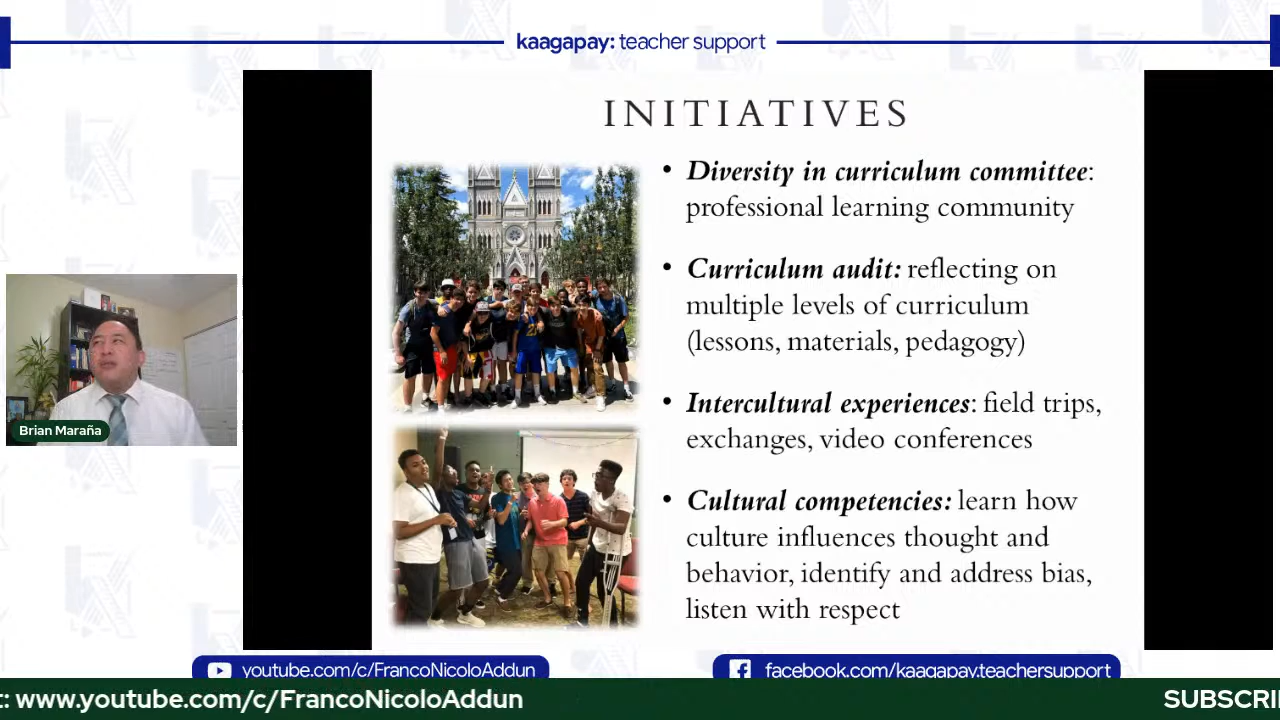 kaagapay: teacher support
INITIATIVES
• Diversity in curriculum committee:
professional learning community
• Curriculum audit: reflecting on
multiple levels of curriculum
(lessons, materials, pedagogy)
• Intercultural experiences: field trips,
exchanges, video conferences
• Cultural competencies: learn how
culture influences thought and
behavior, identify and address bias,
listen with respect
Brian Maraña
youtube.com/c/FrancoNicoloAddun
facebook.com/kaagapay.teachersupport
: www.youtube.com/c/FrancoNicoloAddun
SUBSCRI